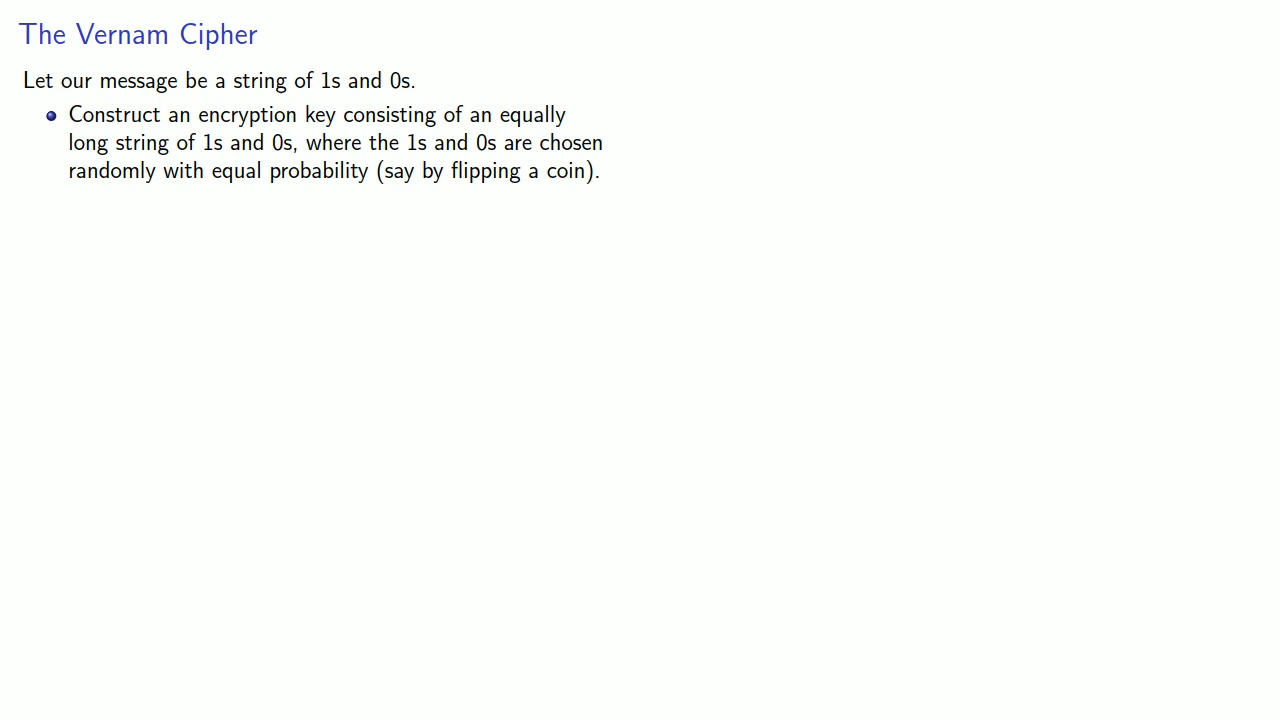 The Vernam Cipher
Let our message be a string of 1s and 0s.
Construct an encryption key consisting of an equally
long string of 1s and 0s, where the 1s and 0s are chosen
randomly with equal probability (say by flipping a coin).